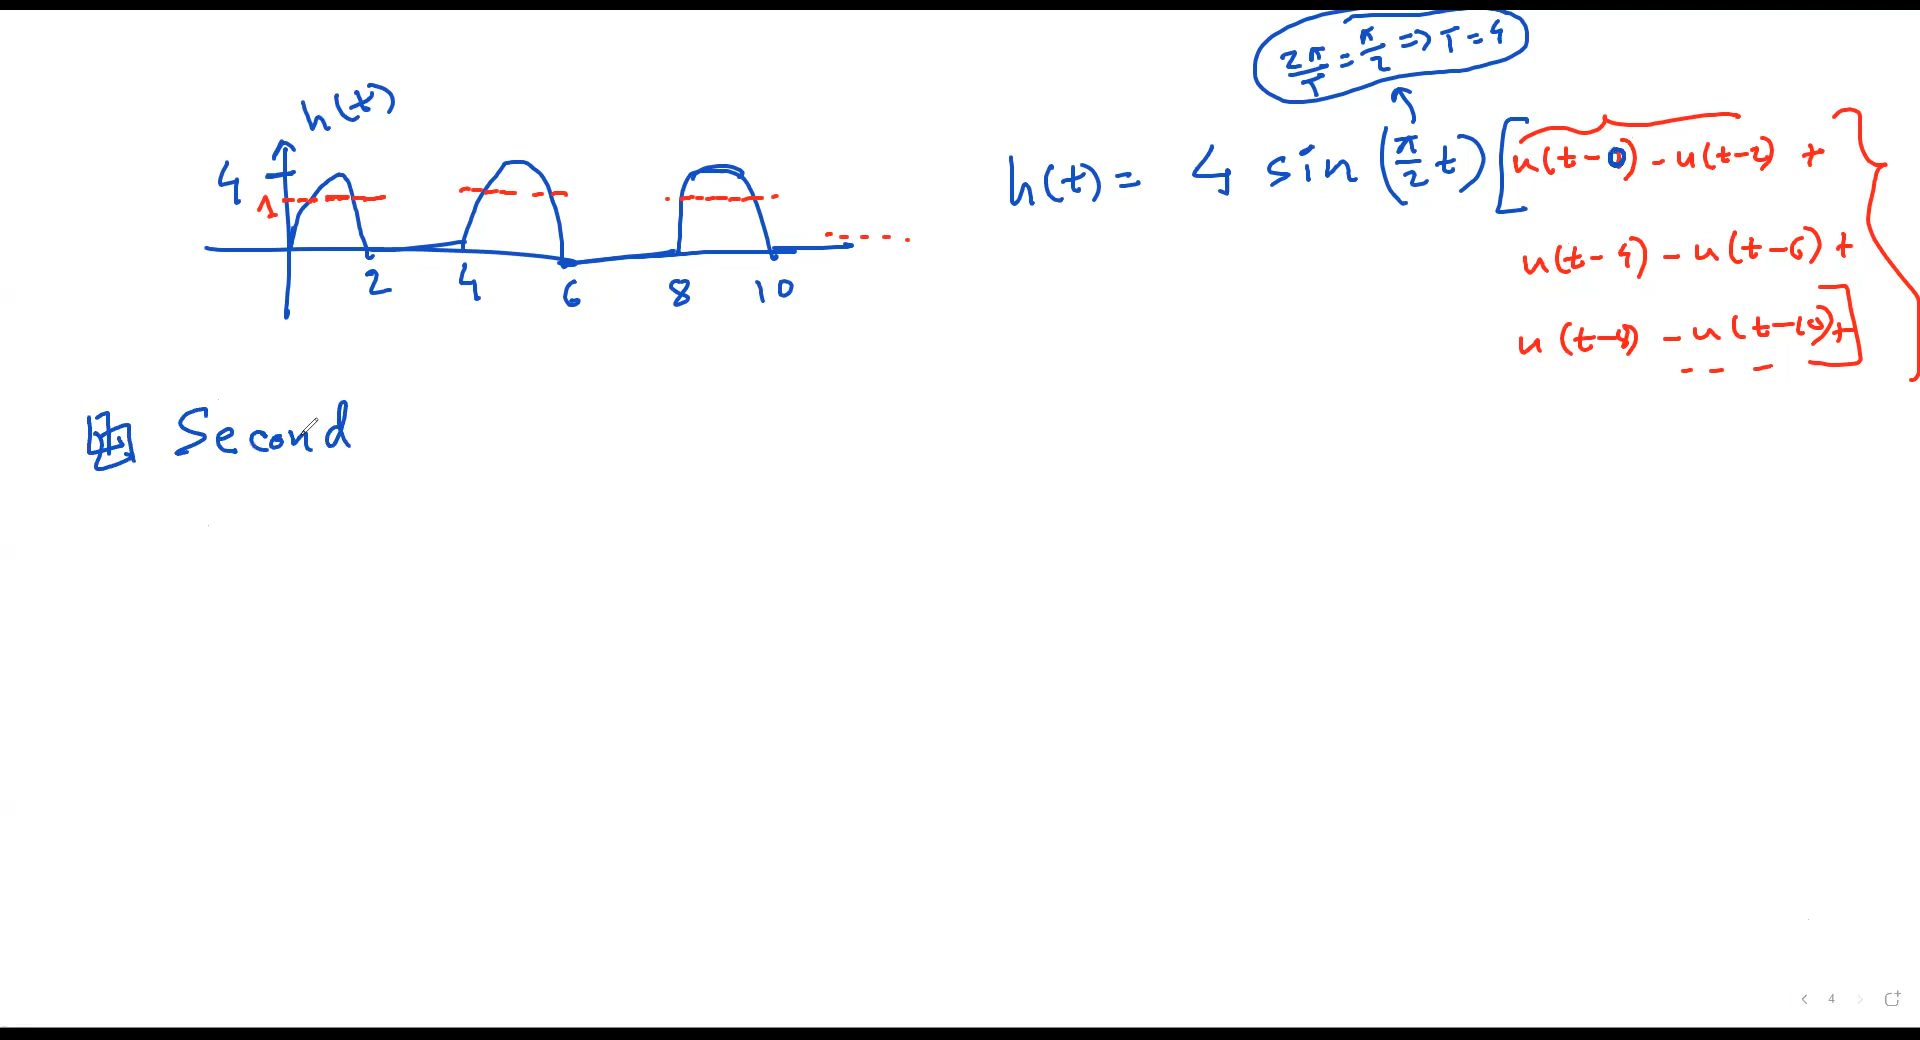 2π/T = π/2 => T = 4
h(t)
h(t) = 4 sin(π/2 t) [u(t-0) - u(t-2) +
4
1
u(t-4) - u(t-6) +
2 4 6 8 10
u(t-8) - u(t-10) + ]
- - -
Second
4